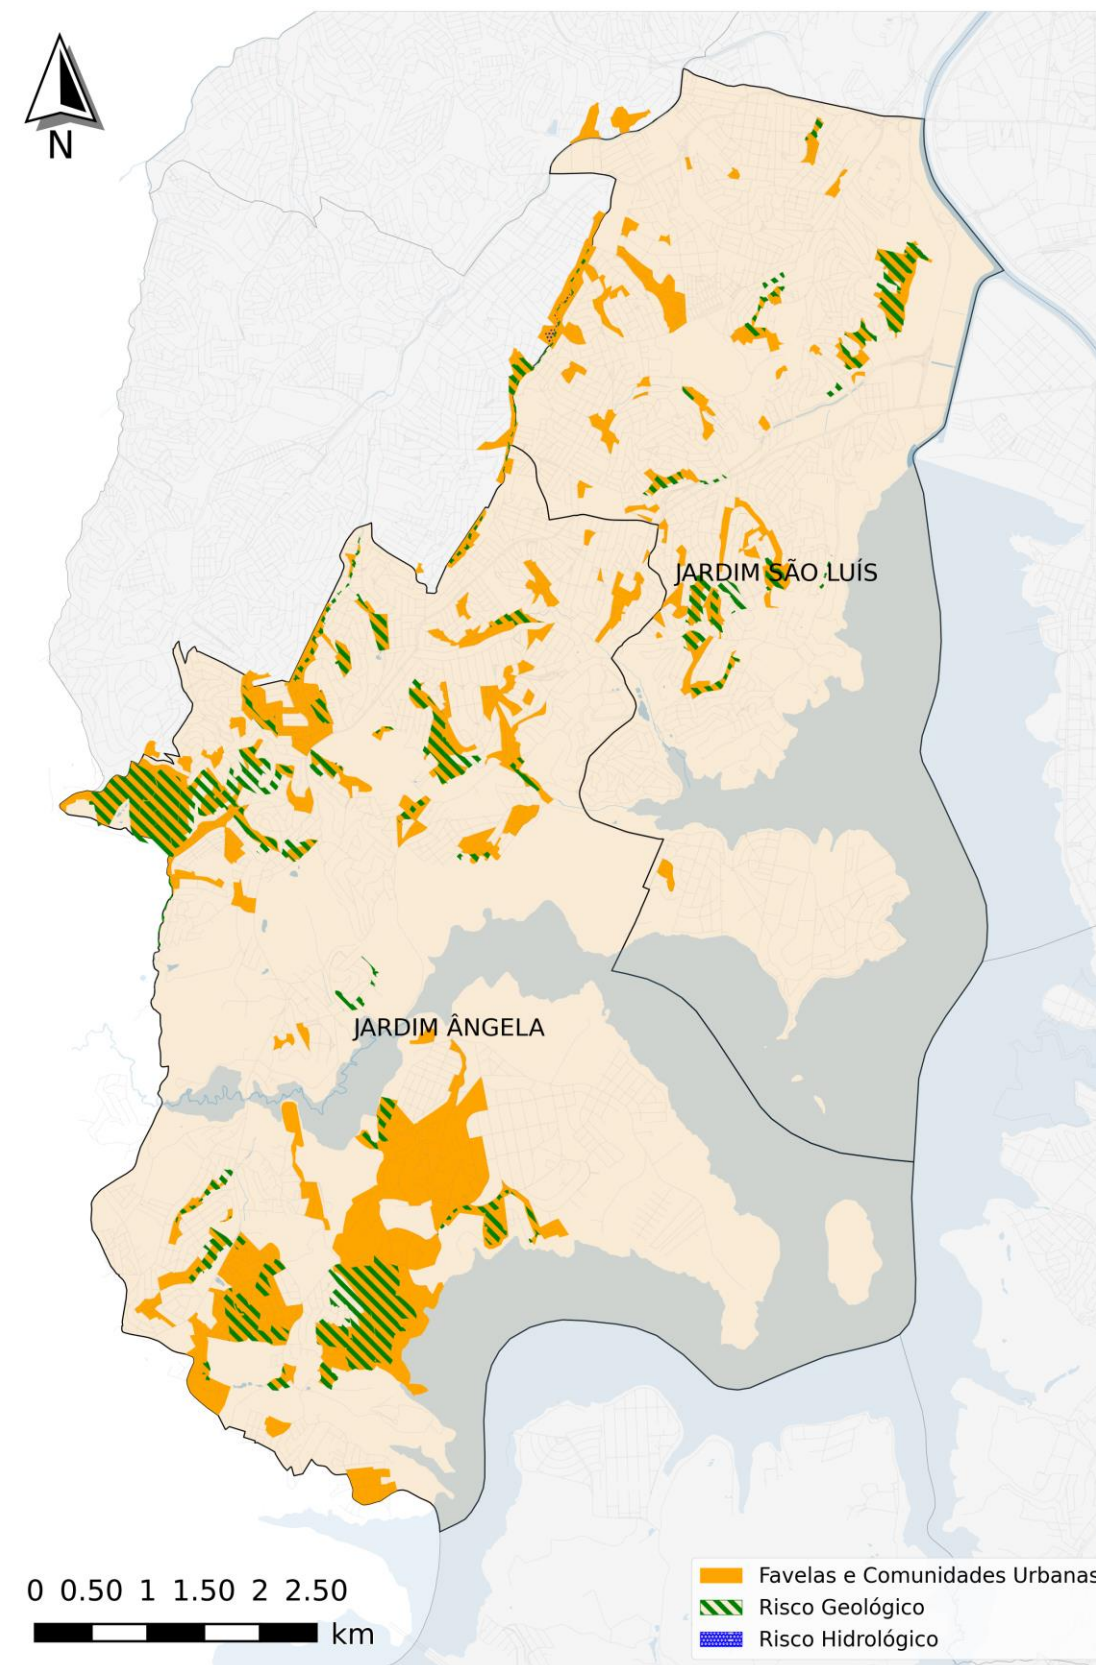 N
JARDIM SÃO LUÍS
JARDIM ÂNGELA
0 0.50 1 1.50 2 2.50
km
Favelas e Comunidades Urbanas
Risco Geológico
Risco Hidrológico